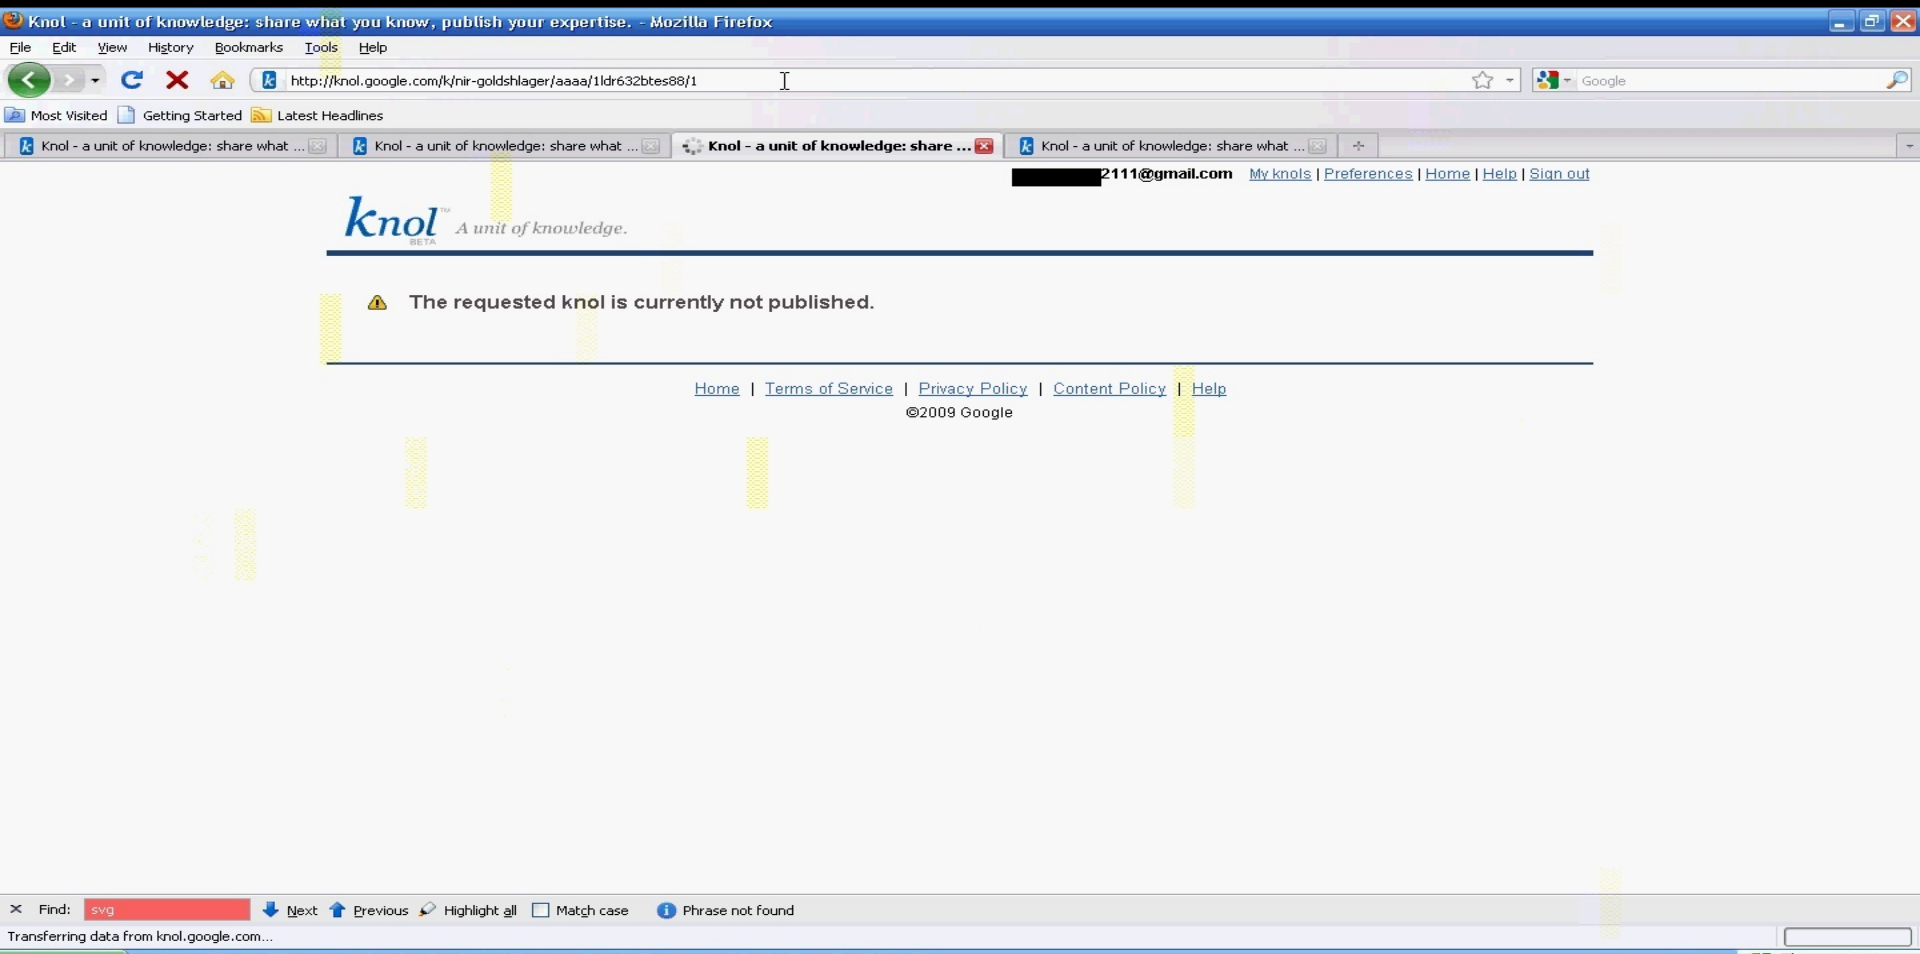 Knol - a unit of knowledge: share what you know, publish your expertise. - Mozilla Firefox
File Edit View History Bookmarks Tools Help
http://knol.google.com/k/nir-goldshlager/aaaa/1ldr632btes88/1 Google
Most Visited Getting Started Latest Headlines
Knol - a unit of knowledge: share what ... Knol - a unit of knowledge: share what ... Knol - a unit of knowledge: share ... Knol - a unit of knowledge: share what ...
2111@gmail.com My knols | Preferences | Home | Help | Sign out
knol™ BETA A unit of knowledge.
The requested knol is currently not published.
Home | Terms of Service | Privacy Policy | Content Policy | Help
©2009 Google
Find: svg Next Previous Highlight all Match case Phrase not found
Transferring data from knol.google.com...